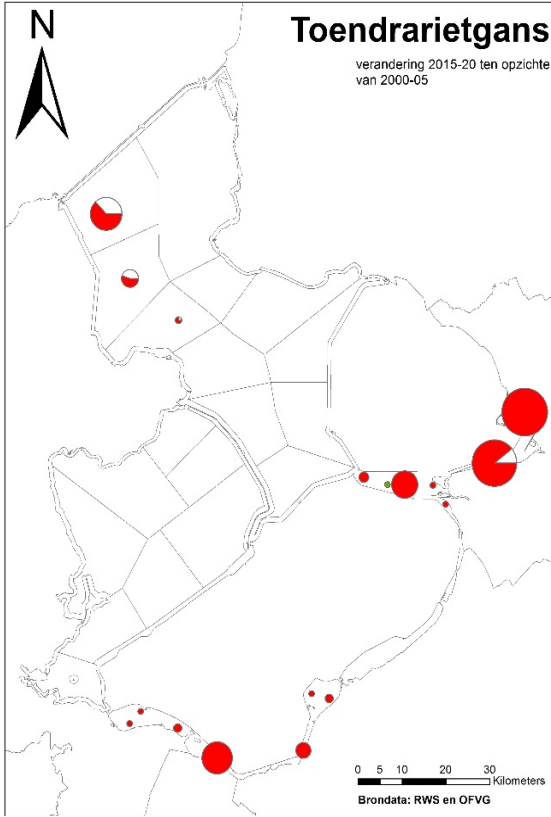 N
Toendrarietgans
verandering 2015-20 ten opzichte
van 2000-05
0 5 10 20 30
Kilometers
Brondata: RWS en OFVG